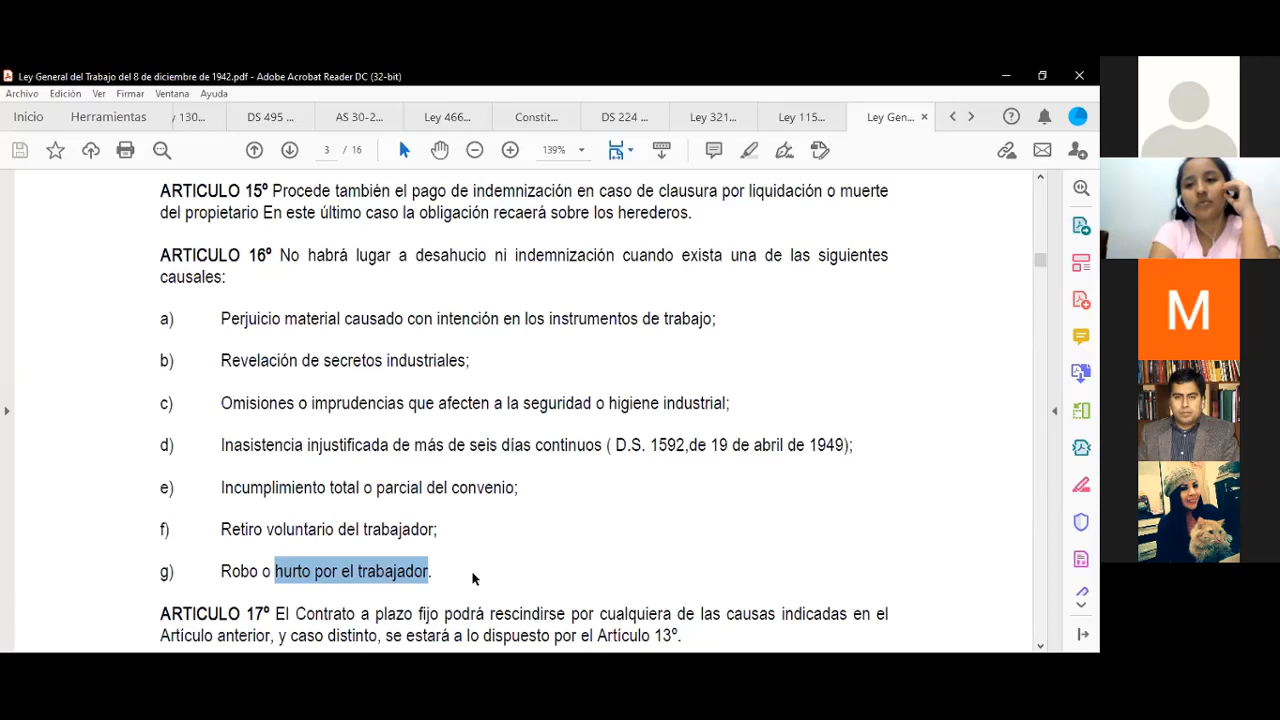 Ley General del Trabajo del 8 de diciembre de 1942.pdf - Adobe Acrobat Reader DC (32-bit)
Archivo Edición Ver Firmar Ventana Ayuda
Inicio Herramientas y 130... DS 495 ... AS 30-2... Ley 466... Constit... DS 224 ... Ley 321... Ley 115... Ley Gen...
3 / 16 139%
ARTICULO 15º Procede también el pago de indemnización en caso de clausura por liquidación o muerte
del propietario En este último caso la obligación recaerá sobre los herederos.
ARTICULO 16º No habrá lugar a desahucio ni indemnización cuando exista una de las siguientes
causales:
a) Perjuicio material causado con intención en los instrumentos de trabajo;
b) Revelación de secretos industriales;
c) Omisiones o imprudencias que afecten a la seguridad o higiene industrial;
d) Inasistencia injustificada de más de seis días continuos ( D.S. 1592,de 19 de abril de 1949);
e) Incumplimiento total o parcial del convenio;
f) Retiro voluntario del trabajador;
g) Robo o hurto por el trabajador.
ARTICULO 17º El Contrato a plazo fijo podrá rescindirse por cualquiera de las causas indicadas en el
Artículo anterior, y caso distinto, se estará a lo dispuesto por el Artículo 13º.
M